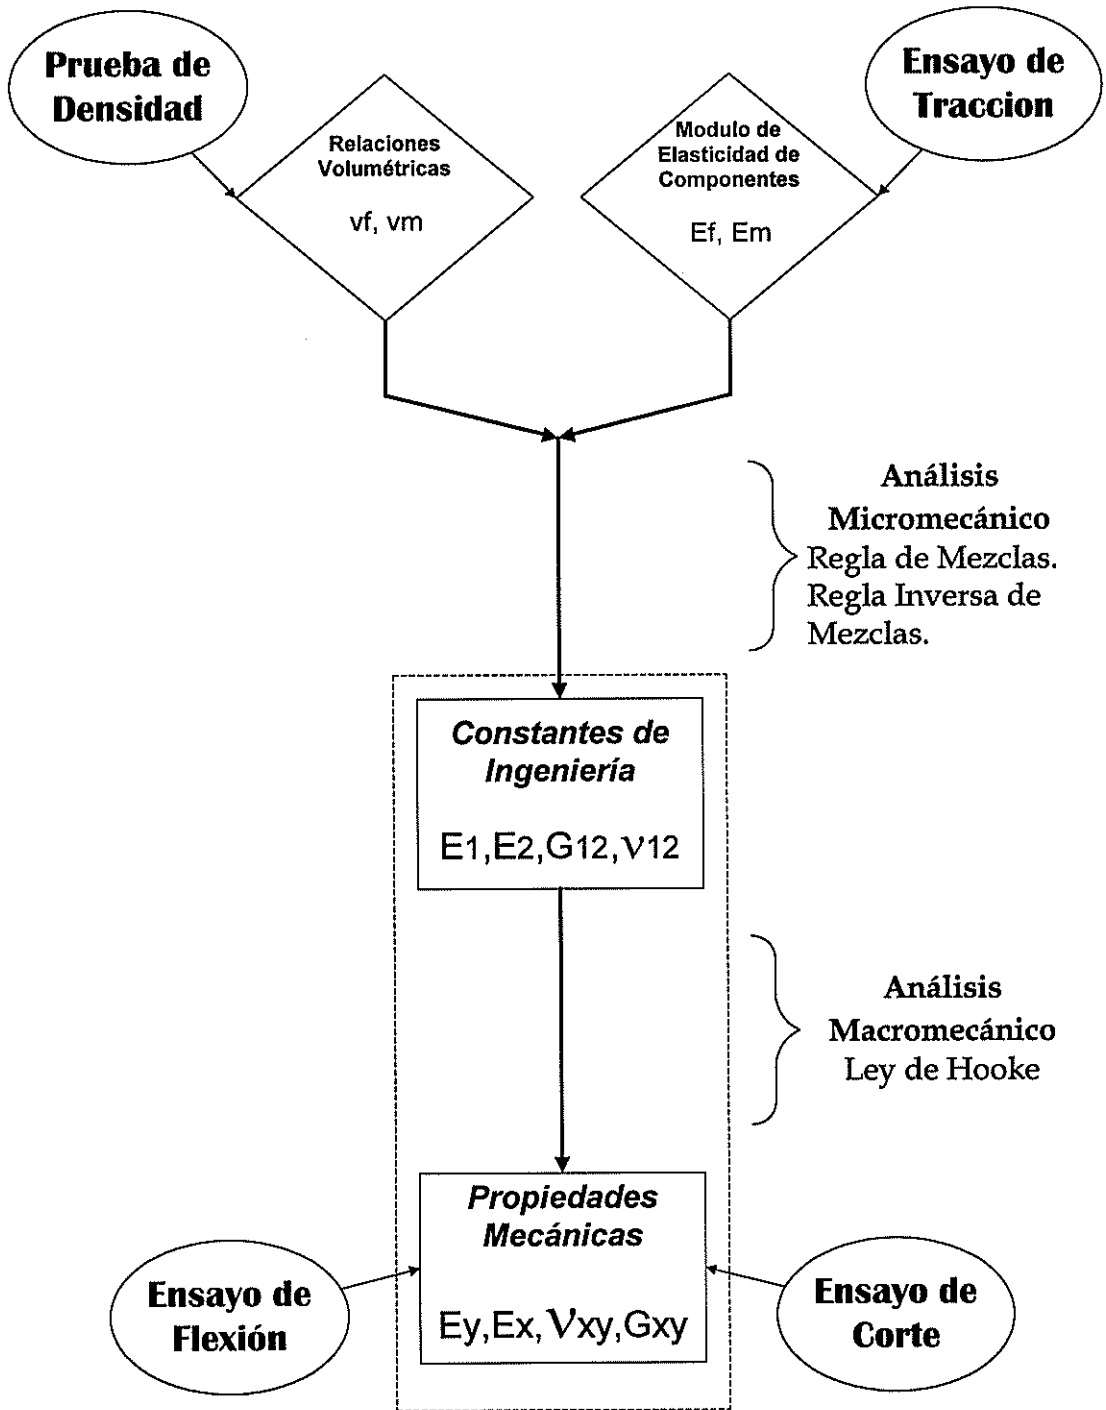 Prueba de
Densidad
Ensayo de
Traccion
Relaciones
Volumétricas
vf, vm
Modulo de
Elasticidad de
Componentes
Ef, Em
Análisis
Micromecánico
Regla de Mezclas.
Regla Inversa de
Mezclas.
Constantes de
Ingeniería
E1,E2,G12,ν12
Análisis
Macromecánico
Ley de Hooke
Propiedades
Mecánicas
Ey,Ex,νxy,Gxy
Ensayo de
Flexión
Ensayo de
Corte